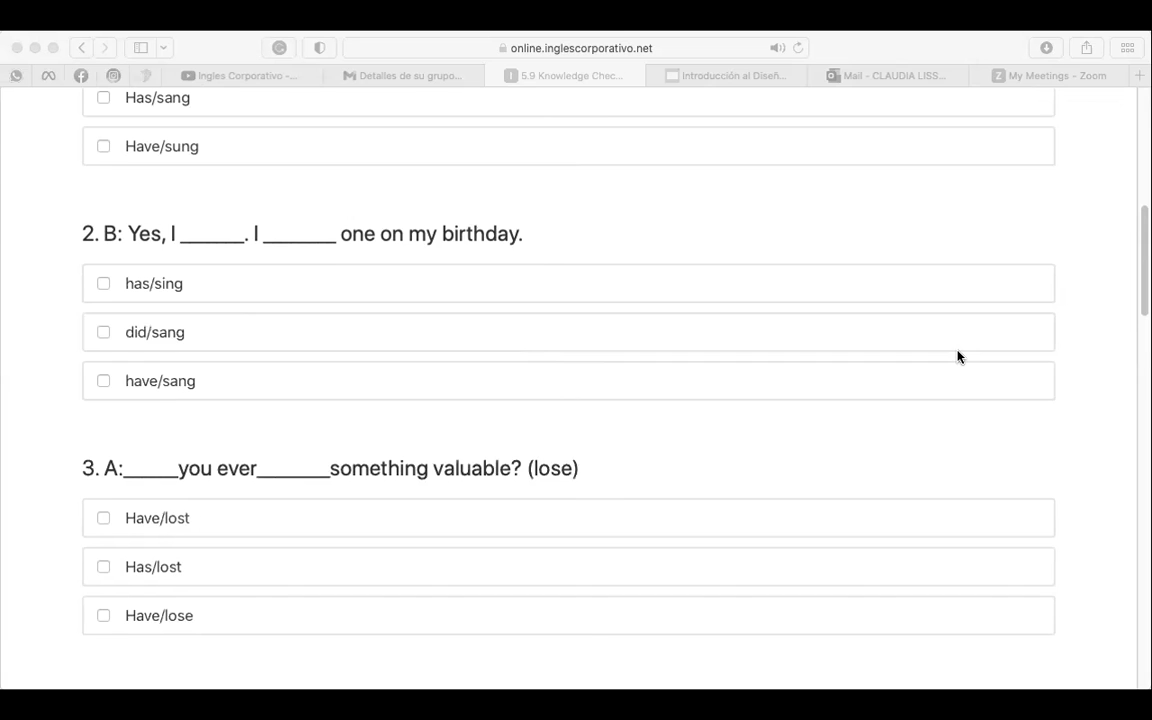 online.inglescorporativo.net
Ingles Corporativo -...
Detalles de su grupo...
5.9 Knowledge Chec...
Introducción al Diseñ...
Mail - CLAUDIA LISS...
My Meetings - Zoom
Has/sang
Have/sung
2. B: Yes, I ______. I _______ one on my birthday.
has/sing
did/sang
have/sang
3. A:_____you ever_______something valuable? (lose)
Have/lost
Has/lost
Have/lose